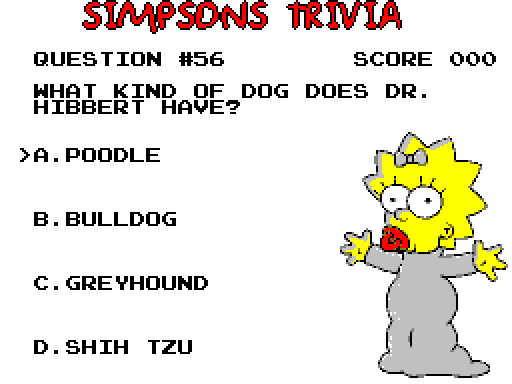 SIMPSONS TRIVIA
QUESTION #56 SCORE 000
WHAT KIND OF DOG DOES DR.
HIBBERT HAVE?
>A.POODLE
B.BULLDOG
C.GREYHOUND
D.SHIH TZU